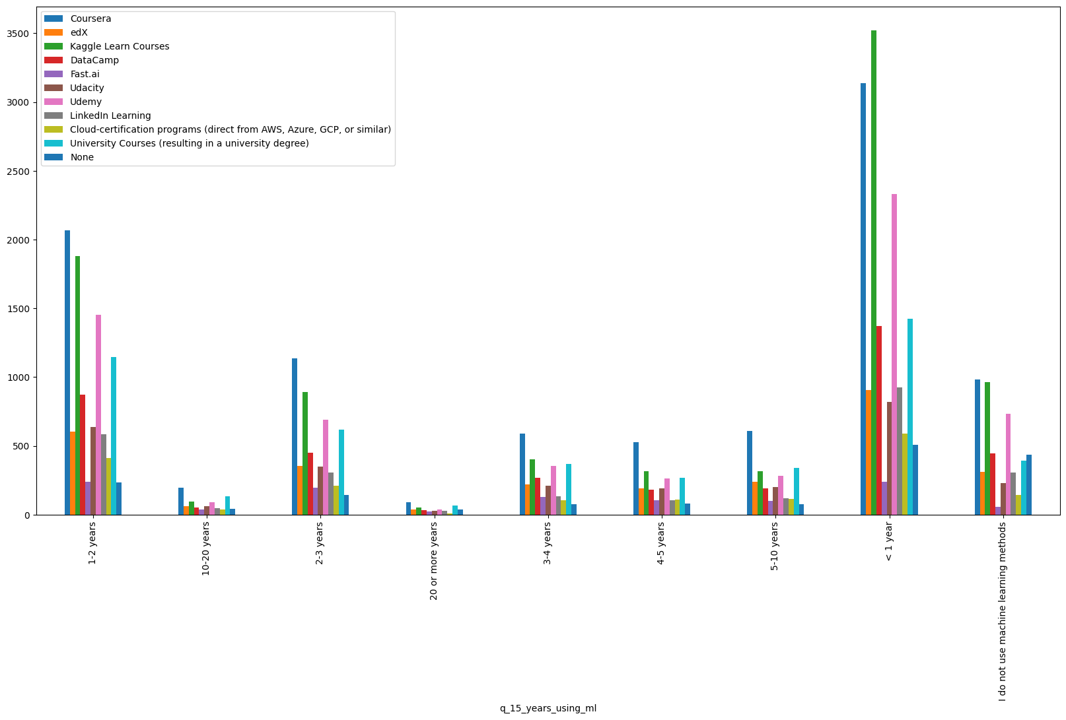 Coursera
edX
Kaggle Learn Courses
DataCamp
Fast.ai
Udacity
Udemy
LinkedIn Learning
Cloud-certification programs (direct from AWS, Azure, GCP, or similar)
University Courses (resulting in a university degree)
None
3500
3000
2500
2000
1500
1000
500
0
1-2 years
10-20 years
2-3 years
20 or more years
3-4 years
4-5 years
5-10 years
< 1 year
I do not use machine learning methods
q_15_years_using_ml